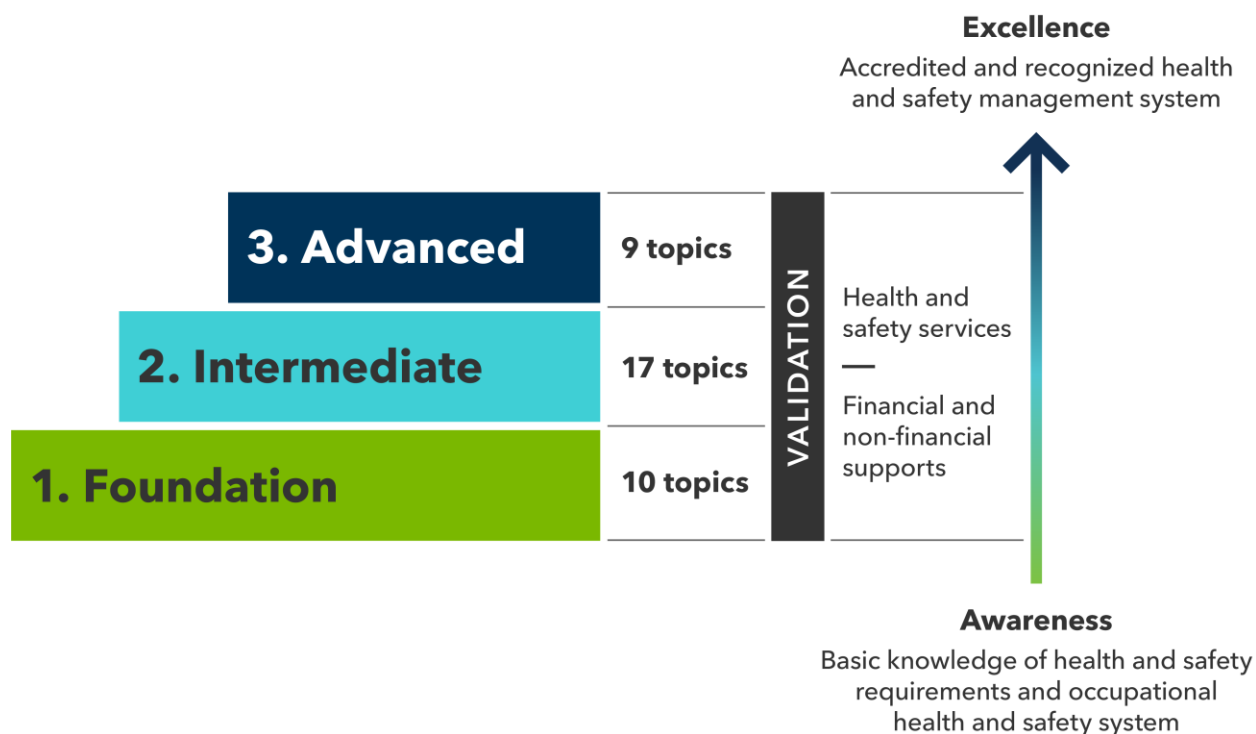 Excellence
Accredited and recognized health
and safety management system
3. Advanced
9 topics
2. Intermediate
17 topics
1. Foundation
10 topics
VALIDATION
Health and
safety services
—
Financial and
non-financial
supports
Awareness
Basic knowledge of health and safety
requirements and occupational
health and safety system